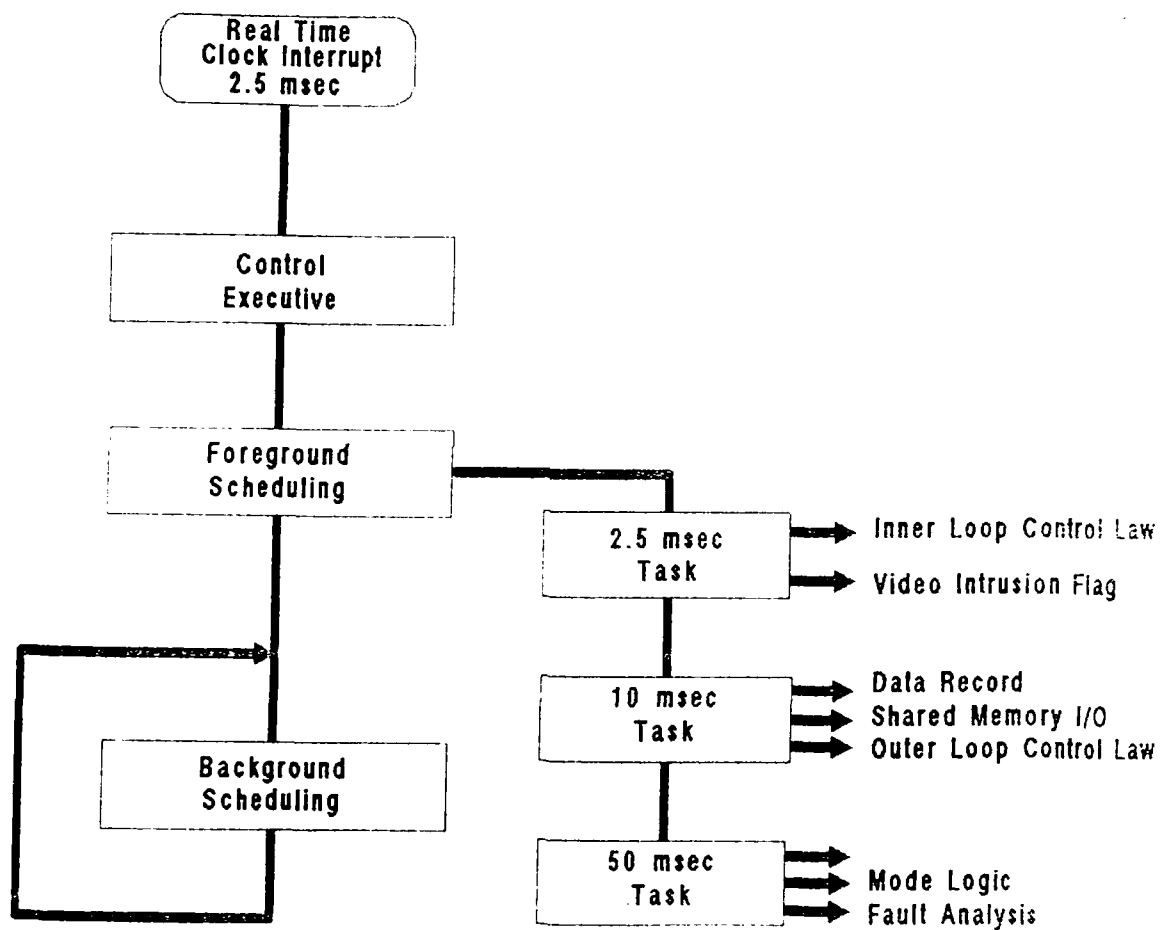 Real Time
Clock Interrupt
2.5 msec
Control
Executive
Foreground
Scheduling
Background
Scheduling
2.5 msec
Task
Inner Loop Control Law
Video Intrusion Flag
10 msec
Task
Data Record
Shared Memory I/O
Outer Loop Control Law
50 msec
Task
Mode Logic
Fault Analysis